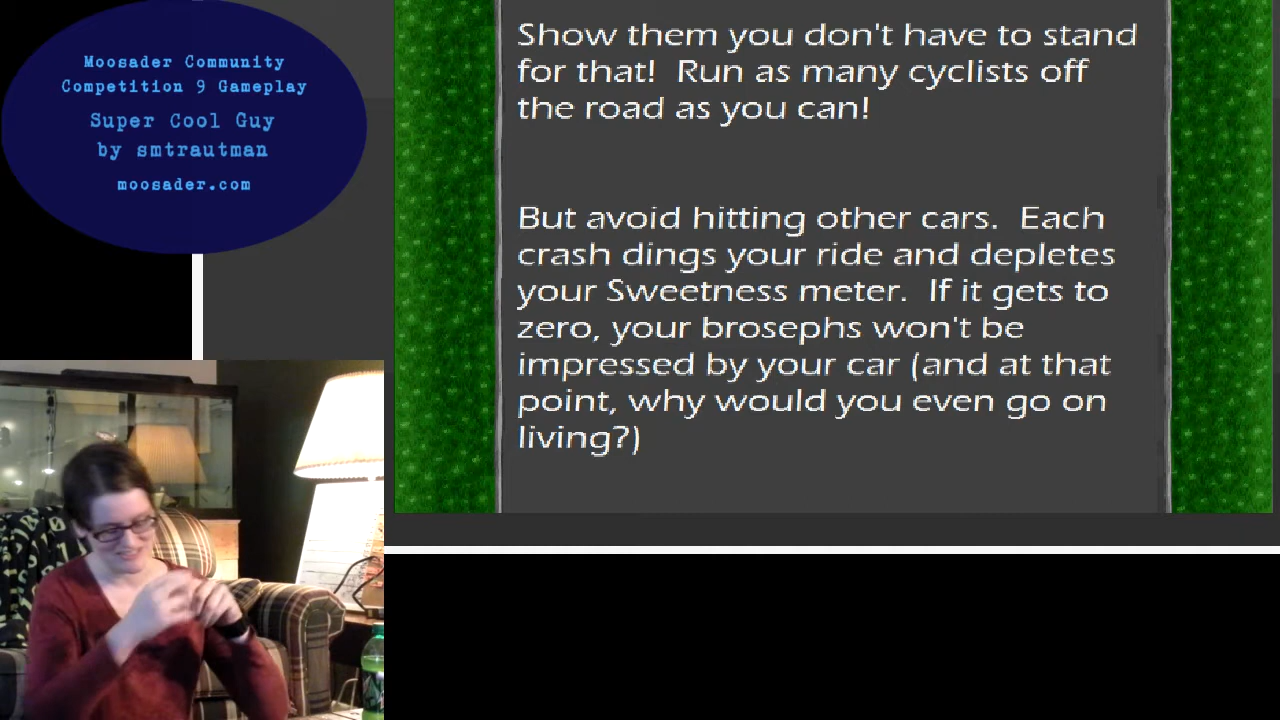 Moosader Community
Competition 9 Gameplay
Super Cool Guy
by smtrautman
moosader.com
Show them you don't have to stand
for that!  Run as many cyclists off
the road as you can!
But avoid hitting other cars.  Each
crash dings your ride and depletes
your Sweetness meter.  If it gets to
zero, your brosephs won't be
impressed by your car (and at that
point, why would you even go on
living?)